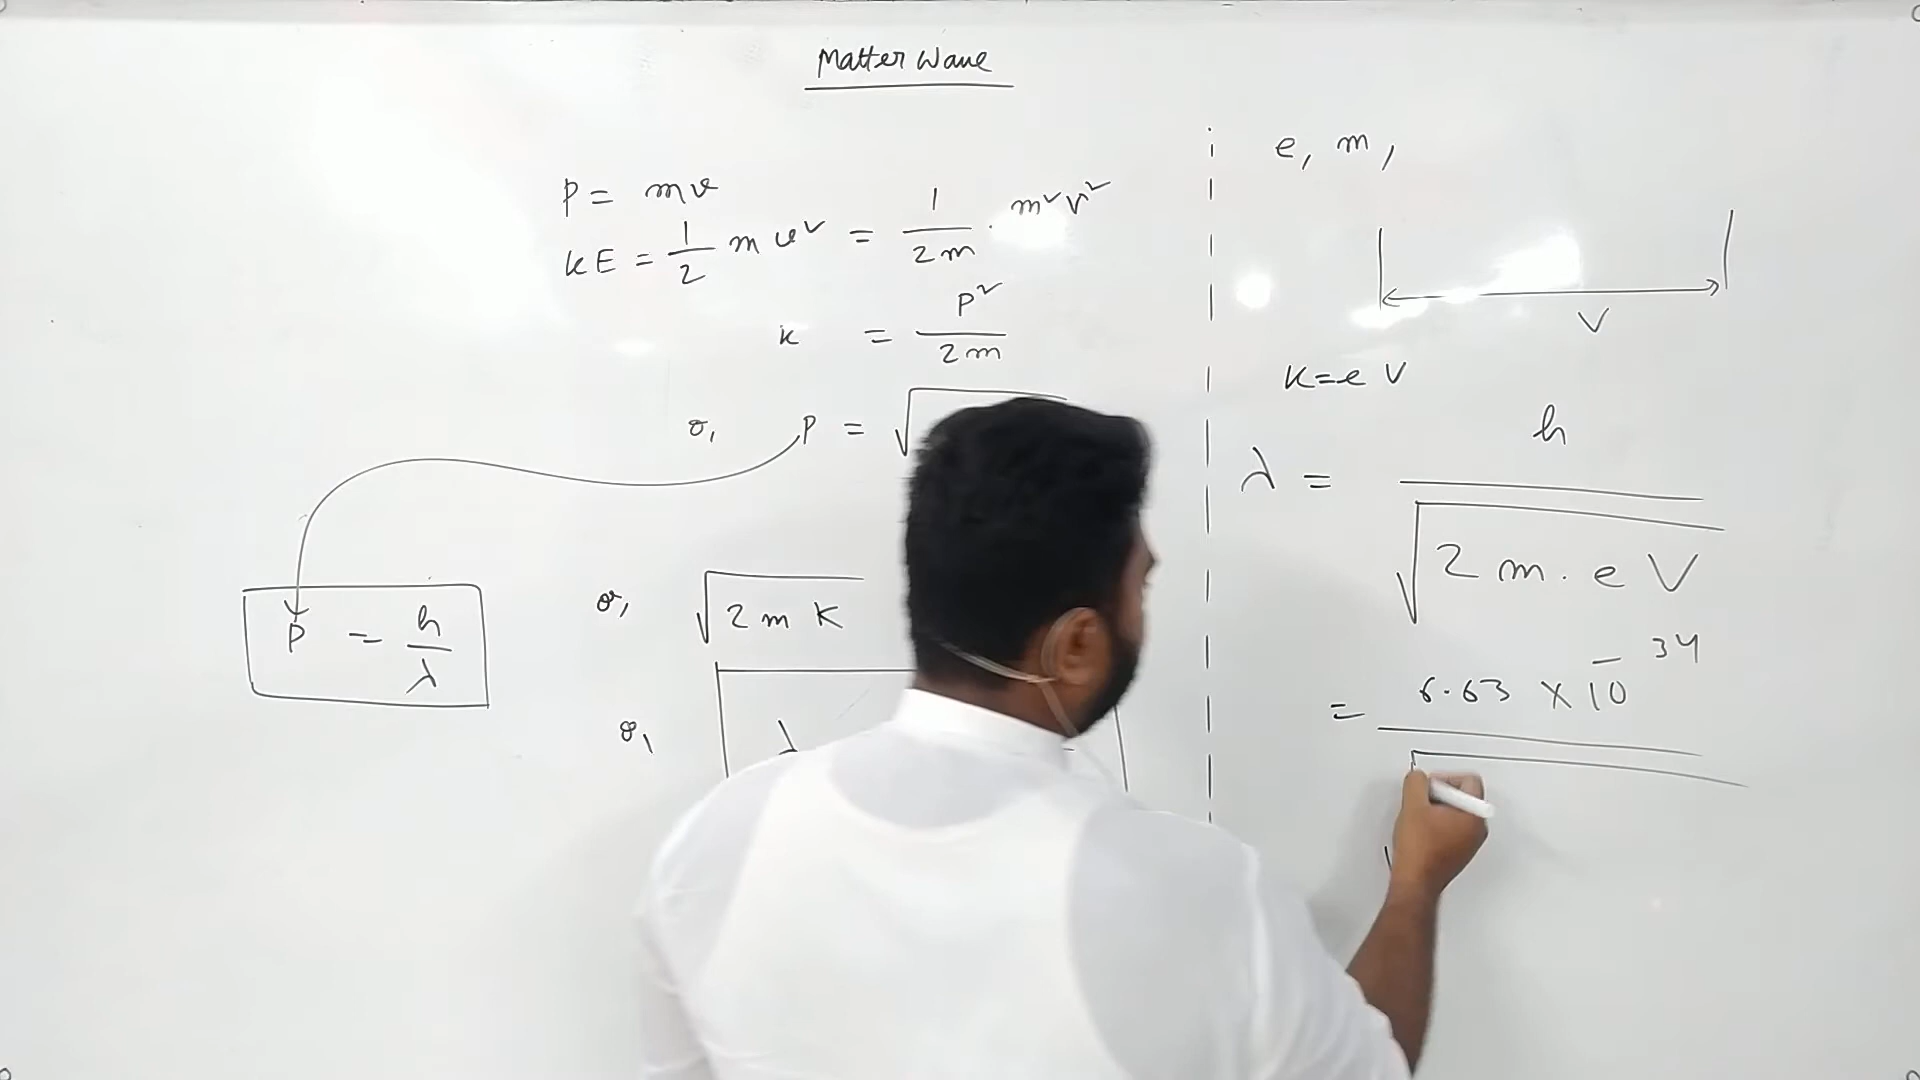 Matter Wave
P = mv
KE = 1/2 mv² = 1/2m . m²v²
K = P²/2m
or, P = √
P = h/λ
or, √2mK
or, λ
e, m,
V
K = eV
λ = h/√2m.eV
= 6.63 × 10⁻³⁴/√